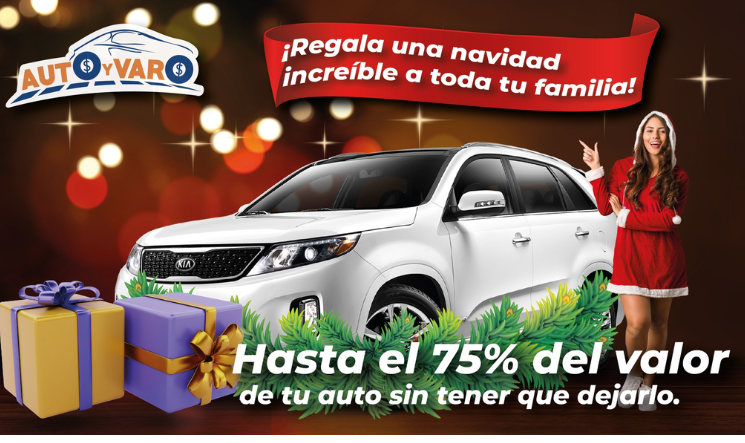 AUTO Y VARO
¡Regala una navidad
increíble a toda tu familia!
KIA
Hasta el 75% del valor
de tu auto sin tener que dejarlo.